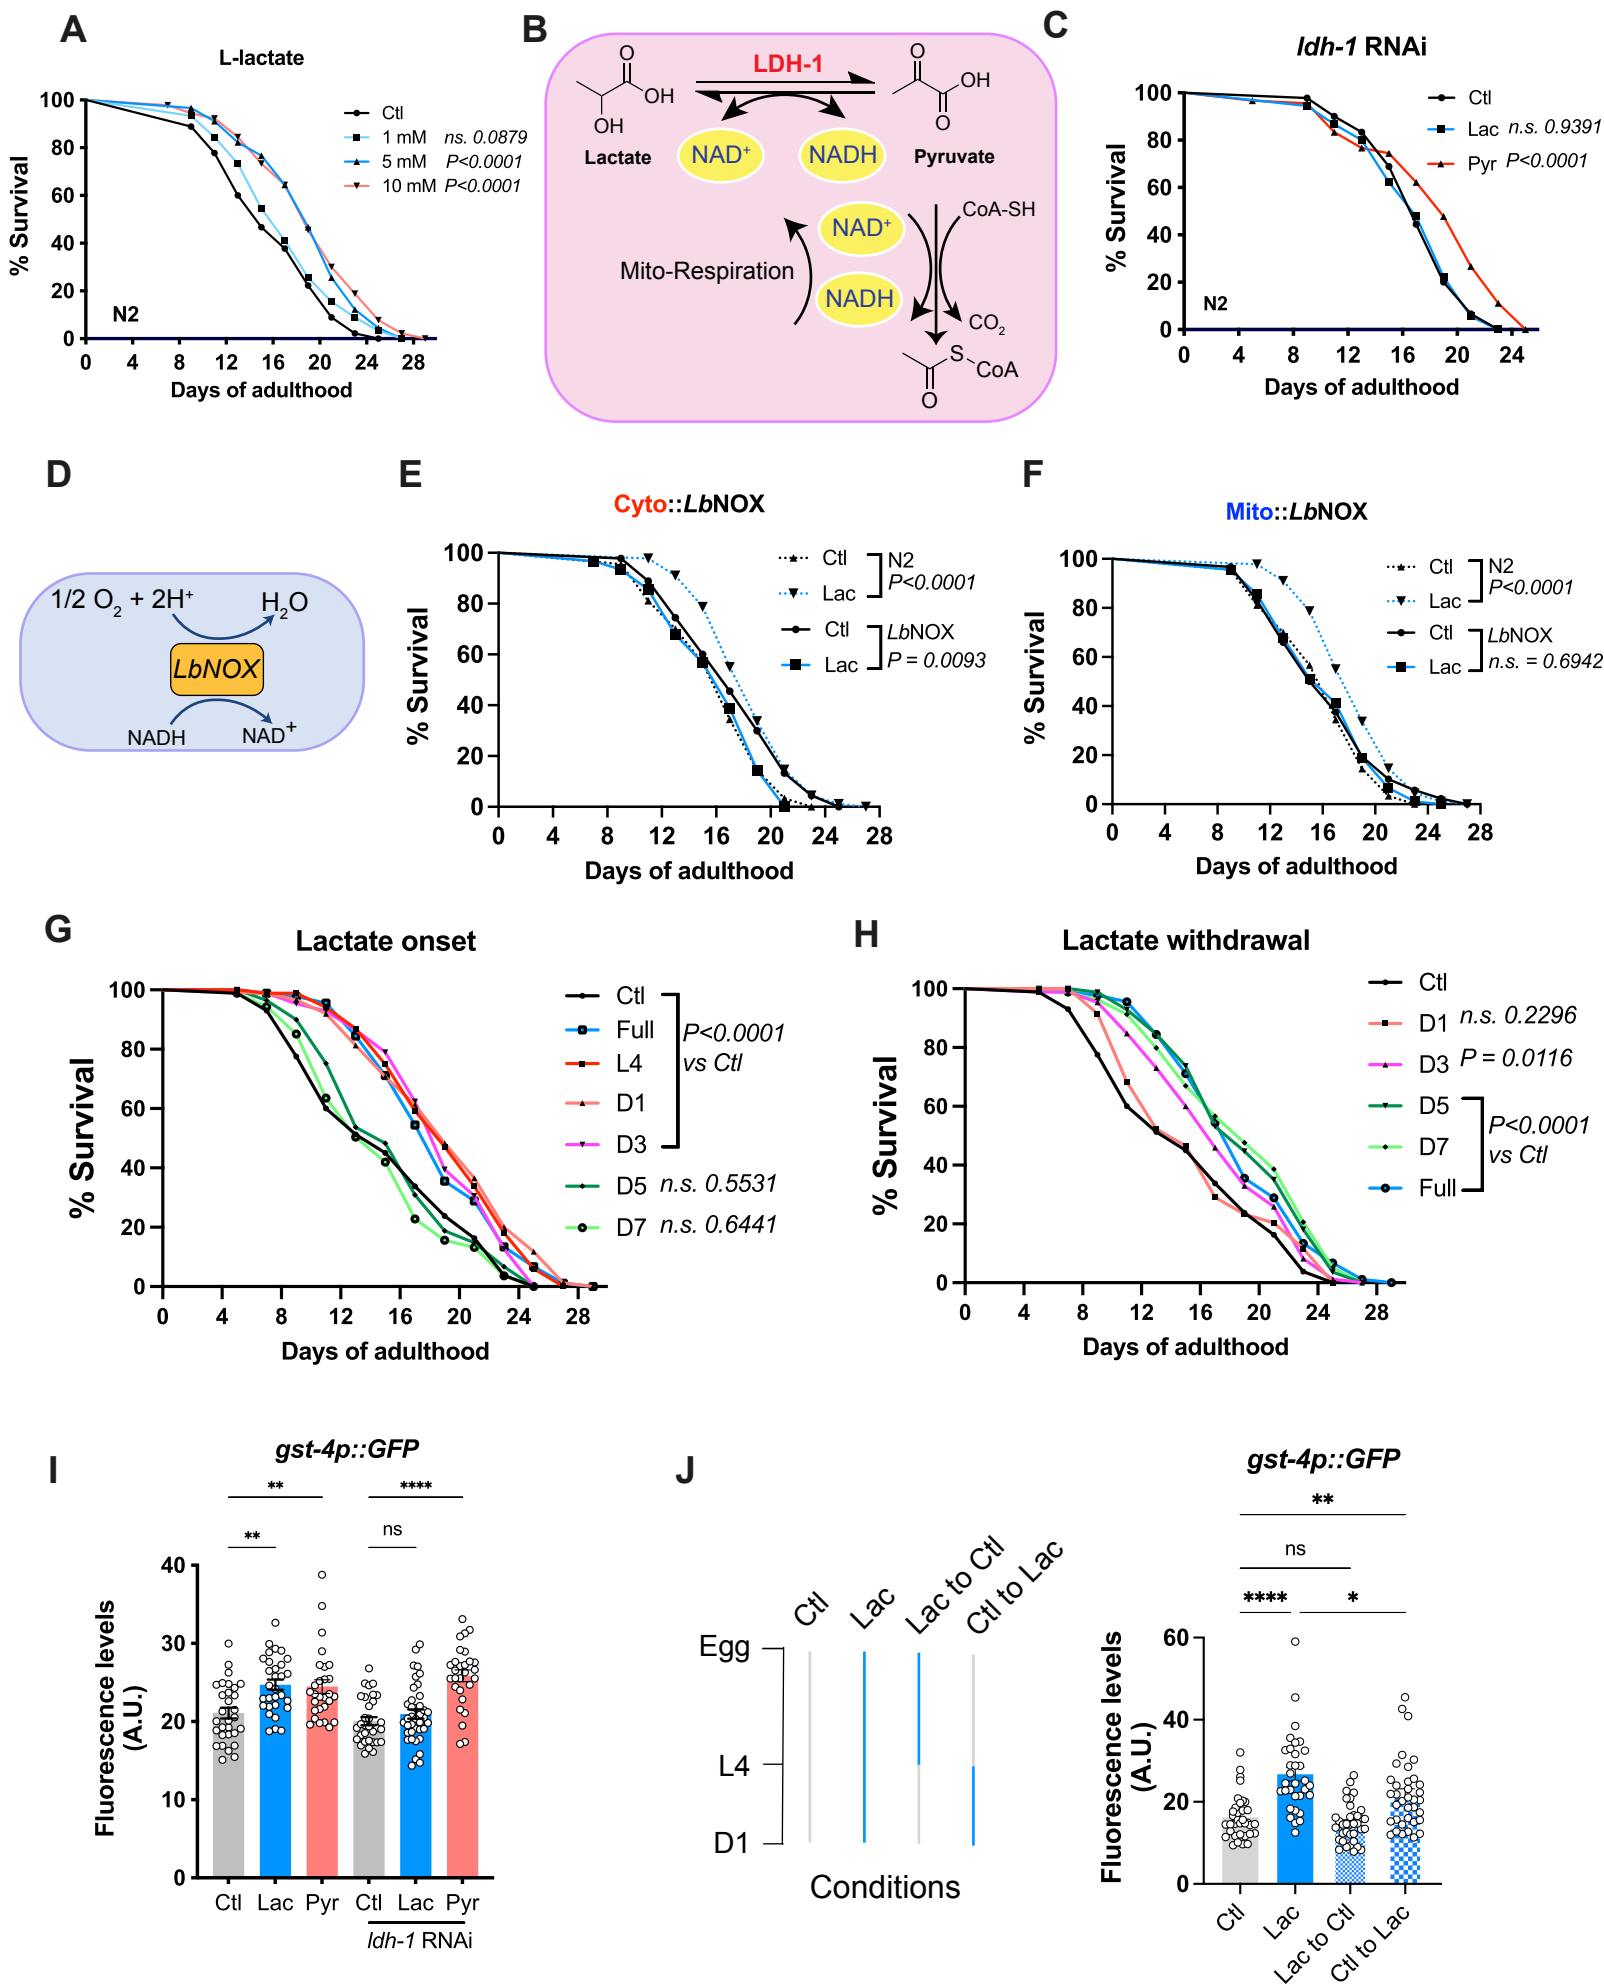 A
L-lactate
% Survival
100
80
60
40
20
0
0 4 8 12 16 20 24 28
Days of adulthood
N2
Ctl
1 mM ns. 0.0879
5 mM P<0.0001
10 mM P<0.0001
B
LDH-1
O
OH
OH
Lactate
NAD+
NADH
O
OH
O
Pyruvate
NAD+
CoA-SH
Mito-Respiration
NADH
CO2
S
CoA
O
C
ldh-1 RNAi
% Survival
100
80
60
40
20
0
0 4 8 12 16 20 24
Days of adulthood
N2
Ctl
Lac n.s. 0.9391
Pyr P<0.0001
D
1/2 O2 + 2H+
H2O
LbNOX
NADH
NAD+
E
Cyto::LbNOX
% Survival
100
80
60
40
20
0
0 4 8 12 16 20 24 28
Days of adulthood
Ctl
Lac
N2
P<0.0001
Ctl
Lac
LbNOX
P = 0.0093
F
Mito::LbNOX
% Survival
100
80
60
40
20
0
0 4 8 12 16 20 24 28
Days of adulthood
Ctl
Lac
N2
P<0.0001
Ctl
Lac
LbNOX
n.s. = 0.6942
G
Lactate onset
% Survival
100
80
60
40
20
0
0 4 8 12 16 20 24 28
Days of adulthood
Ctl
Full
L4
D1
D3
P<0.0001
vs Ctl
D5 n.s. 0.5531
D7 n.s. 0.6441
H
Lactate withdrawal
% Survival
100
80
60
40
20
0
0 4 8 12 16 20 24 28
Days of adulthood
Ctl
D1 n.s. 0.2296
D3 P = 0.0116
D5
D7
Full
P<0.0001
vs Ctl
I
gst-4p::GFP
** ****
** ns
Fluorescence levels
(A.U.)
40
30
20
10
0
Ctl Lac Pyr Ctl Lac Pyr
ldh-1 RNAi
J
Ctl
Lac
Lac to Ctl
Ctl to Lac
Egg
L4
D1
Conditions
gst-4p::GFP
**
ns
**** *
Fluorescence levels
(A.U.)
60
40
20
0
Ctl
Lac
Lac to Ctl
Ctl to Lac